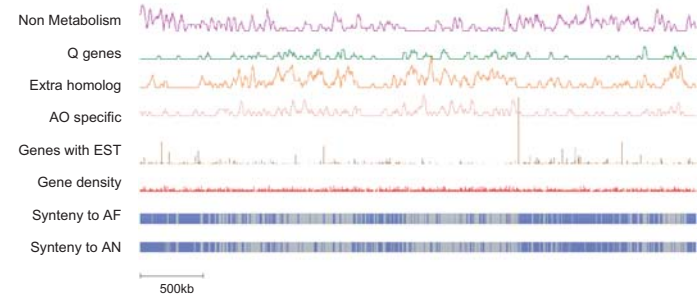 Non Metabolism
Q genes
Extra homolog
AO specific
Genes with EST
Gene density
Synteny to AF
Synteny to AN
500kb